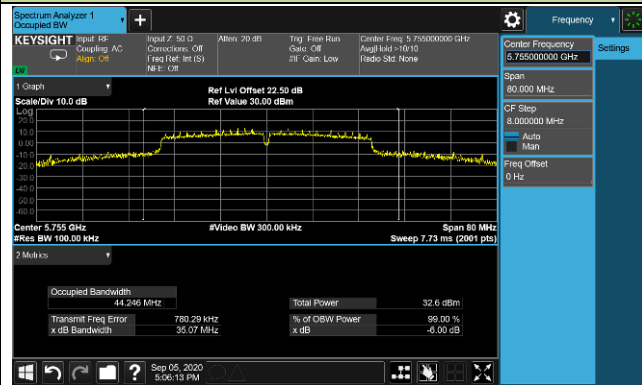 Spectrum Analyzer 1
Occupied BW
Frequency
KEYSIGHT
Input: RF
Coupling: AC
Align: Off
Input Z: 50 Ω
Corrections: Off
Freq Ref: Int (S)
NFE: Off
Atten: 20 dB
Trig: Free Run
Gate: Off
#IF Gain: Low
Center Freq: 5.755000000 GHz
Avg|Hold >10/10
Radio Std: None
Center Frequency
5.755000000 GHz
Settings
Span
80.000 MHz
CF Step
8.000000 MHz
Auto
Man
Freq Offset
0 Hz
1 Graph
Scale/Div 10.0 dB
Ref Lvl Offset 22.50 dB
Ref Value 30.00 dBm
Log
20.0
10.0
0.00
-10.0
-20.0
-30.0
-40.0
-50.0
-60.0
Center 5.755 GHz
#Res BW 100.00 kHz
#Video BW 300.00 kHz
Span 80 MHz
Sweep 7.73 ms (2001 pts)
2 Metrics
Occupied Bandwidth
44.246 MHz
Total Power 32.6 dBm
Transmit Freq Error 780.29 kHz
% of OBW Power 99.00 %
x dB Bandwidth 35.07 MHz
x dB -6.00 dB
Sep 05, 2020
5:06:13 PM